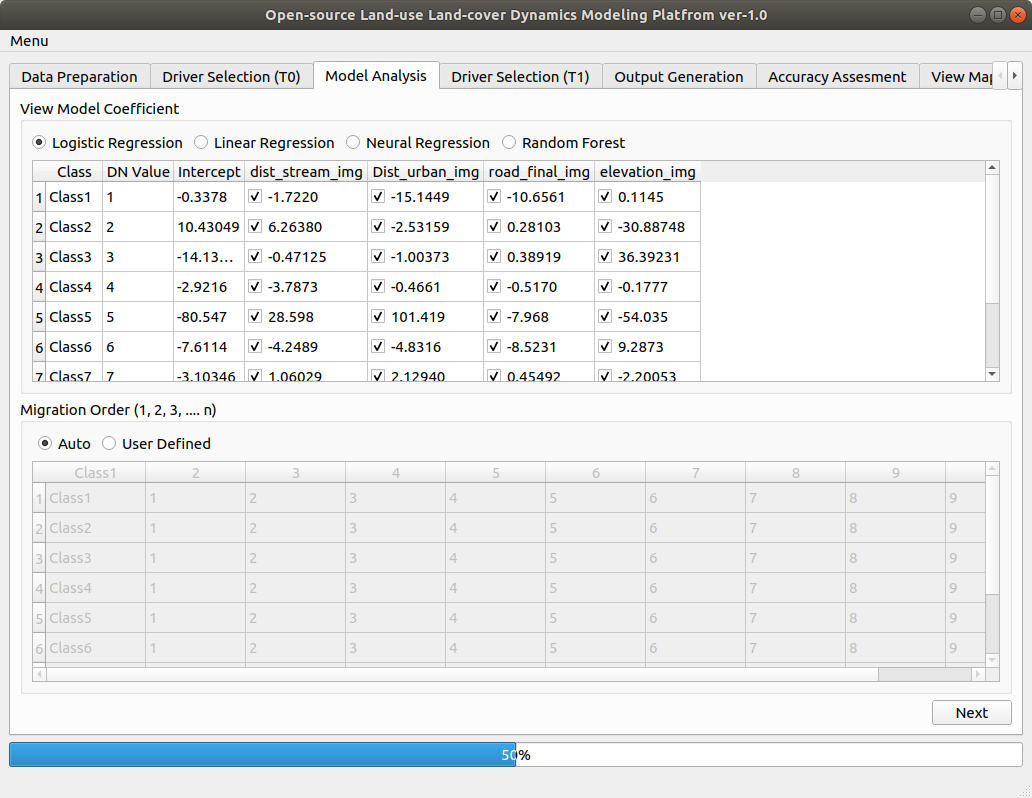 Open-source Land-use Land-cover Dynamics Modeling Platfrom ver-1.0
Menu
Data Preparation Driver Selection (T0) Model Analysis Driver Selection (T1) Output Generation Accuracy Assesment View Map
View Model Coefficient
Logistic Regression Linear Regression Neural Regression Random Forest
Class DN Value Intercept dist_stream_img Dist_urban_img road_final_img elevation_img
1 Class1 1 -0.3378 -1.7220 -15.1449 -10.6561 0.1145
2 Class2 2 10.43049 6.26380 -2.53159 0.28103 -30.88748
3 Class3 3 -14.13... -0.47125 -1.00373 0.38919 36.39231
4 Class4 4 -2.9216 -3.7873 -0.4661 -0.5170 -0.1777
5 Class5 5 -80.547 28.598 101.419 -7.968 -54.035
6 Class6 6 -7.6114 -4.2489 -4.8316 -8.5231 9.2873
7 Class7 7 -3.10346 1.06029 2.12940 0.45492 -2.20053
Migration Order (1, 2, 3, .... n)
Auto User Defined
Class1 2 3 4 5 6 7 8 9
1 Class1 1 2 3 4 5 6 7 8 9
2 Class2 1 2 3 4 5 6 7 8 9
3 Class3 1 2 3 4 5 6 7 8 9
4 Class4 1 2 3 4 5 6 7 8 9
5 Class5 1 2 3 4 5 6 7 8 9
6 Class6 1 2 3 4 5 6 7 8 9
Next
50%